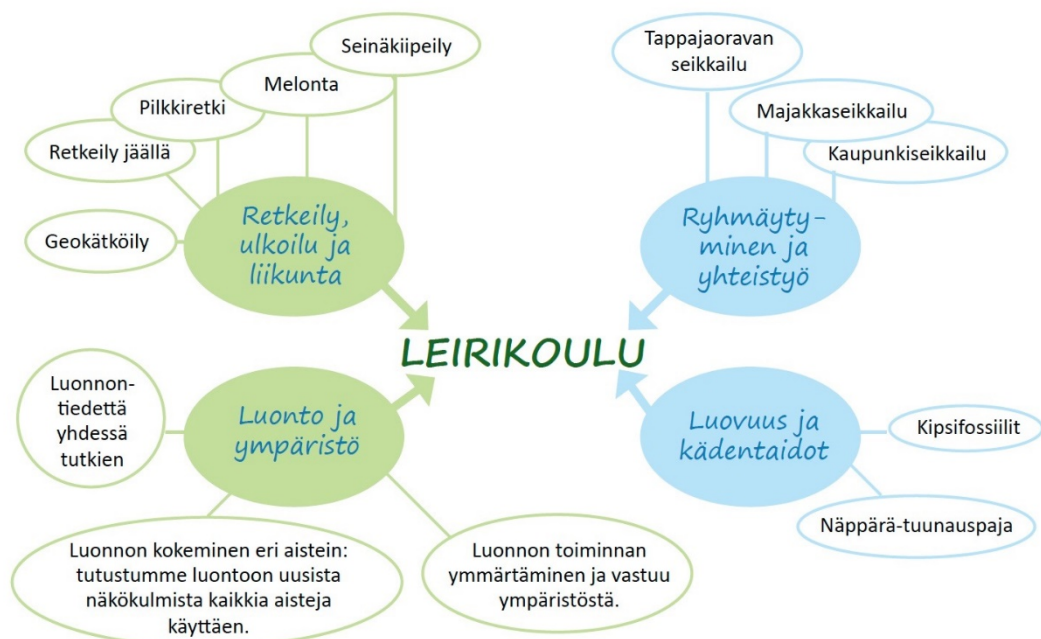 Seinäkiipeily
Melonta
Pilkkiretki
Retkeily jäällä
Geokätköily
Retkeily,
ulkoilu ja
liikunta
Tappajaoravan
seikkailu
Majakkaseikkailu
Kaupunkiseikkailu
Ryhmäyty-
minen ja
yhteistyö
LEIRIKOULU
Luonnon-
tiedettä
yhdessä
tutkien
Luonto ja
ympäristö
Luonnon kokeminen eri aistein:
tutustumme luontoon uusista
näkökulmista kaikkia aisteja
käyttäen.
Luonnon toiminnan
ymmärtäminen ja vastuu
ympäristöstä.
Luovuus ja
kädentaidot
Kipsifossiilit
Näppärä-tuunauspaja